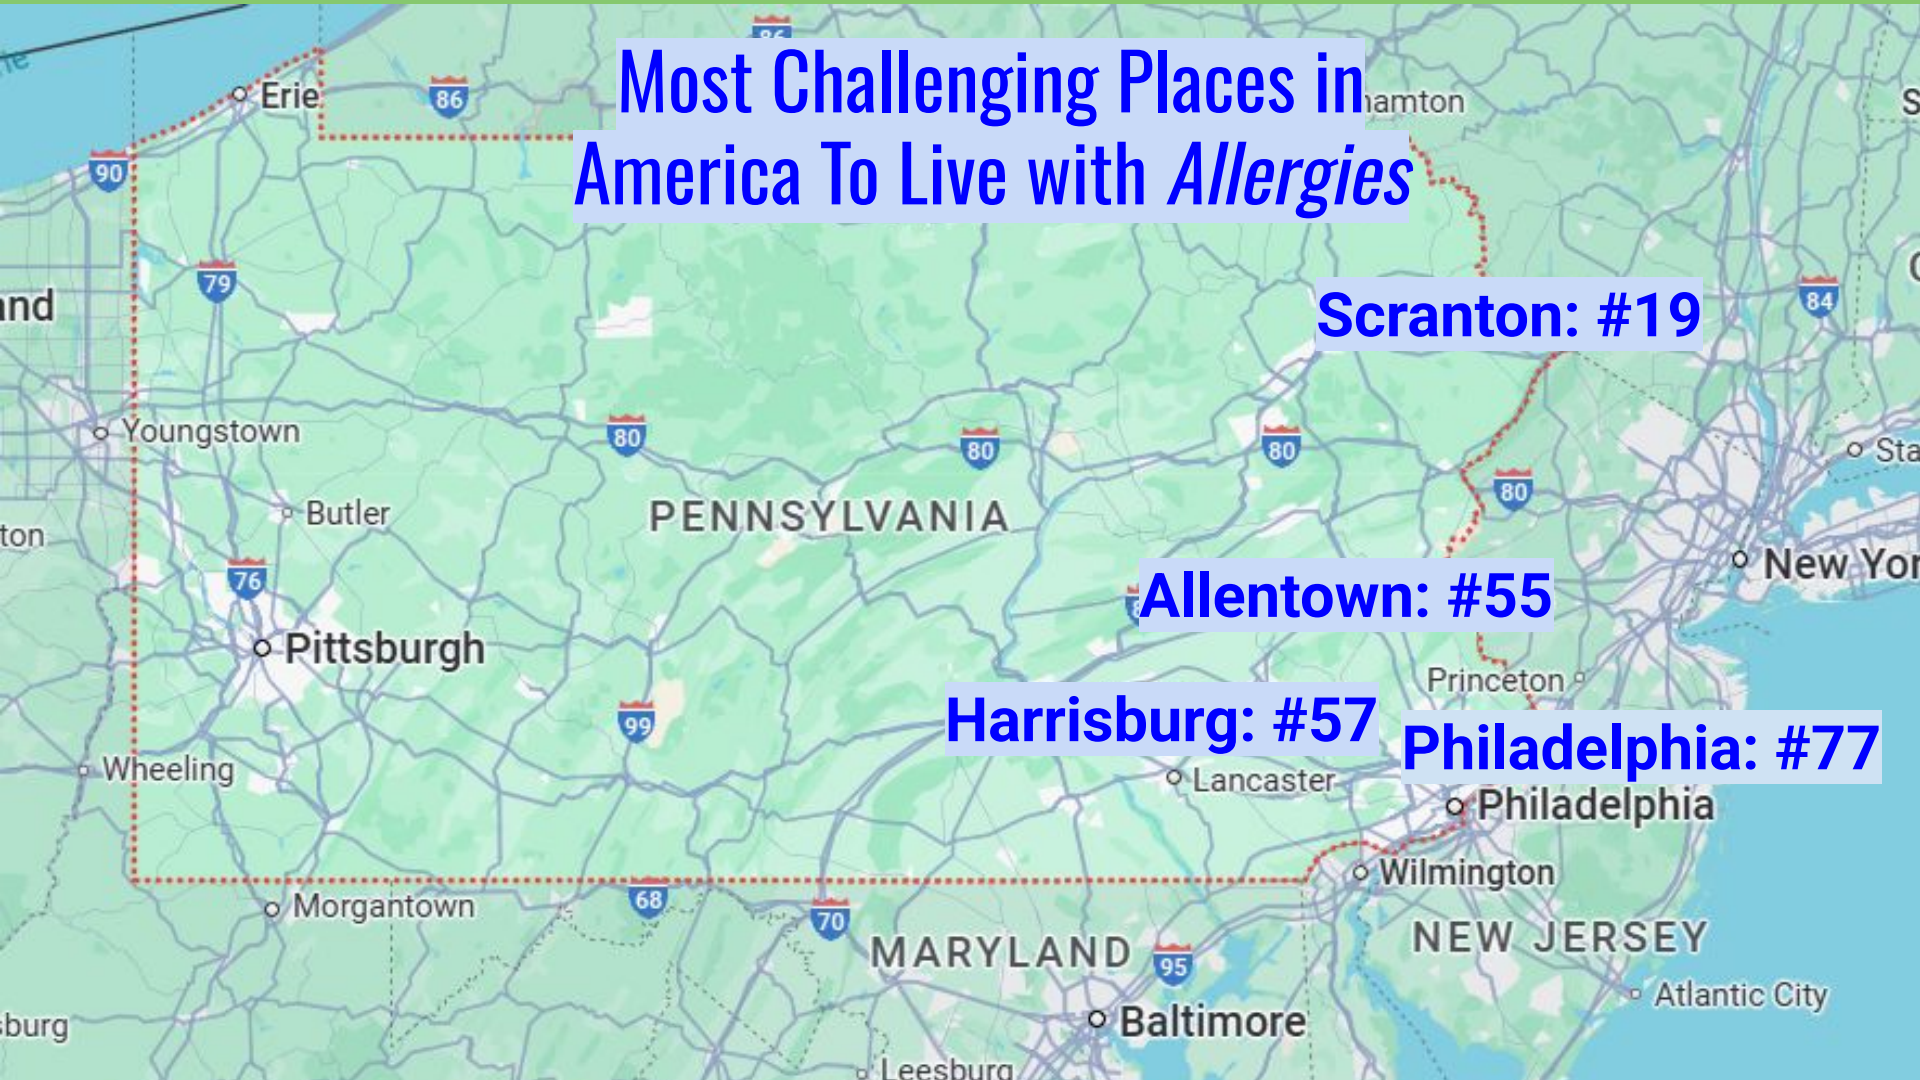 Most Challenging Places in
America To Live with Allergies
86
Erie
86
90
79
84
Scranton: #19
Youngstown
80
80
80
80
Butler
PENNSYLVANIA
76
New Yor
Allentown: #55
Pittsburgh
Princeton
99
Harrisburg: #57
Philadelphia: #77
Wheeling
Lancaster
Philadelphia
Wilmington
68
Morgantown
70
MARYLAND
95
NEW JERSEY
Atlantic City
Baltimore
Leesburg
hamton
and
ton
sburg
Sta